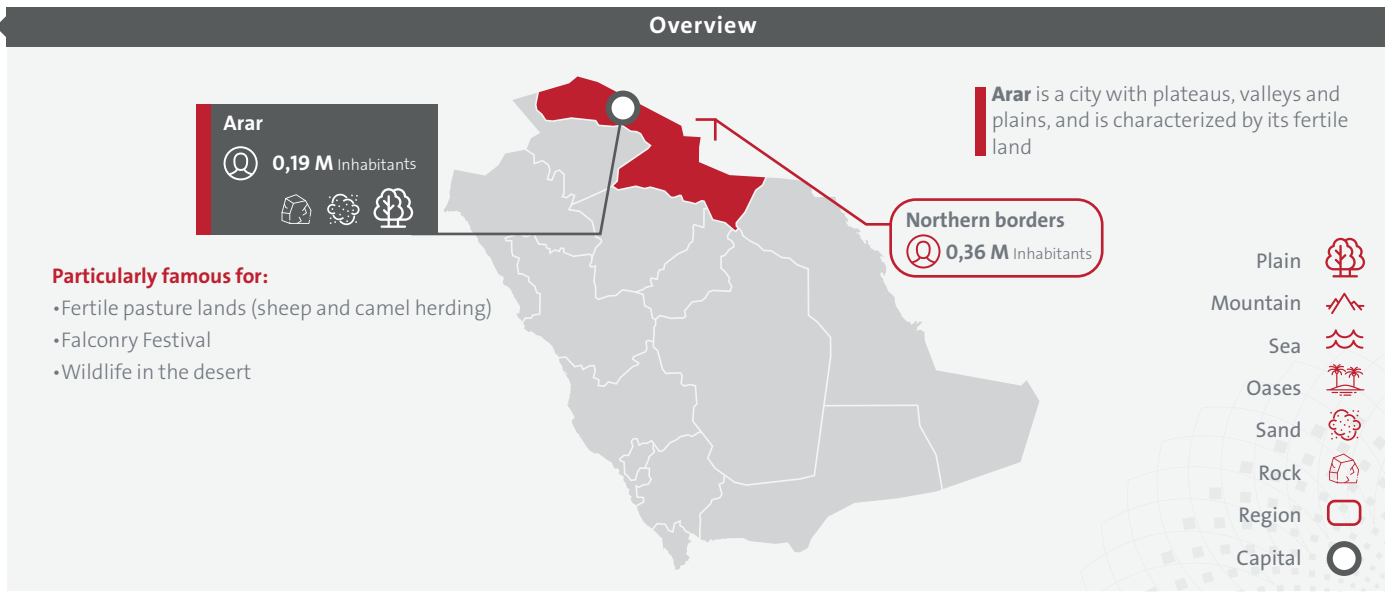 Overview
Arar
0,19 M Inhabitants
Arar is a city with plateaus, valleys and
plains, and is characterized by its fertile
land
Northern borders
0,36 M Inhabitants
Particularly famous for:
•Fertile pasture lands (sheep and camel herding)
•Falconry Festival
•Wildlife in the desert
Plain
Mountain
Sea
Oases
Sand
Rock
Region
Capital